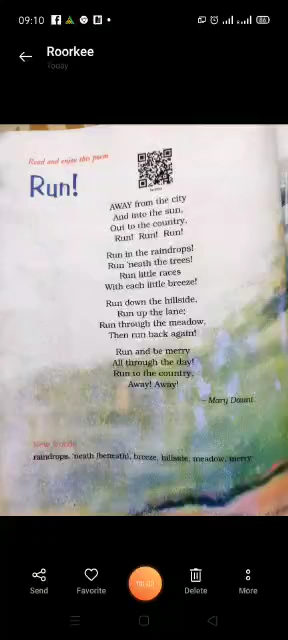 09:10
Roorkee
Today
Read and enjoy this poem
Run!
AWAY from the city
And into the sun,
Out to the country,
Run! Run! Run!
Run in the raindrops!
Run 'neath the trees!
Run little races
With each little breeze!
Run down the hillside,
Run up the lane;
Run through the meadow,
Then run back again!
Run and be merry
All through the day!
Run to the country,
Away! Away!
– Mary Daunt
New words
raindrops, 'neath (beneath), breeze, hillside, meadow, merry
Send
Favorite
Delete
More